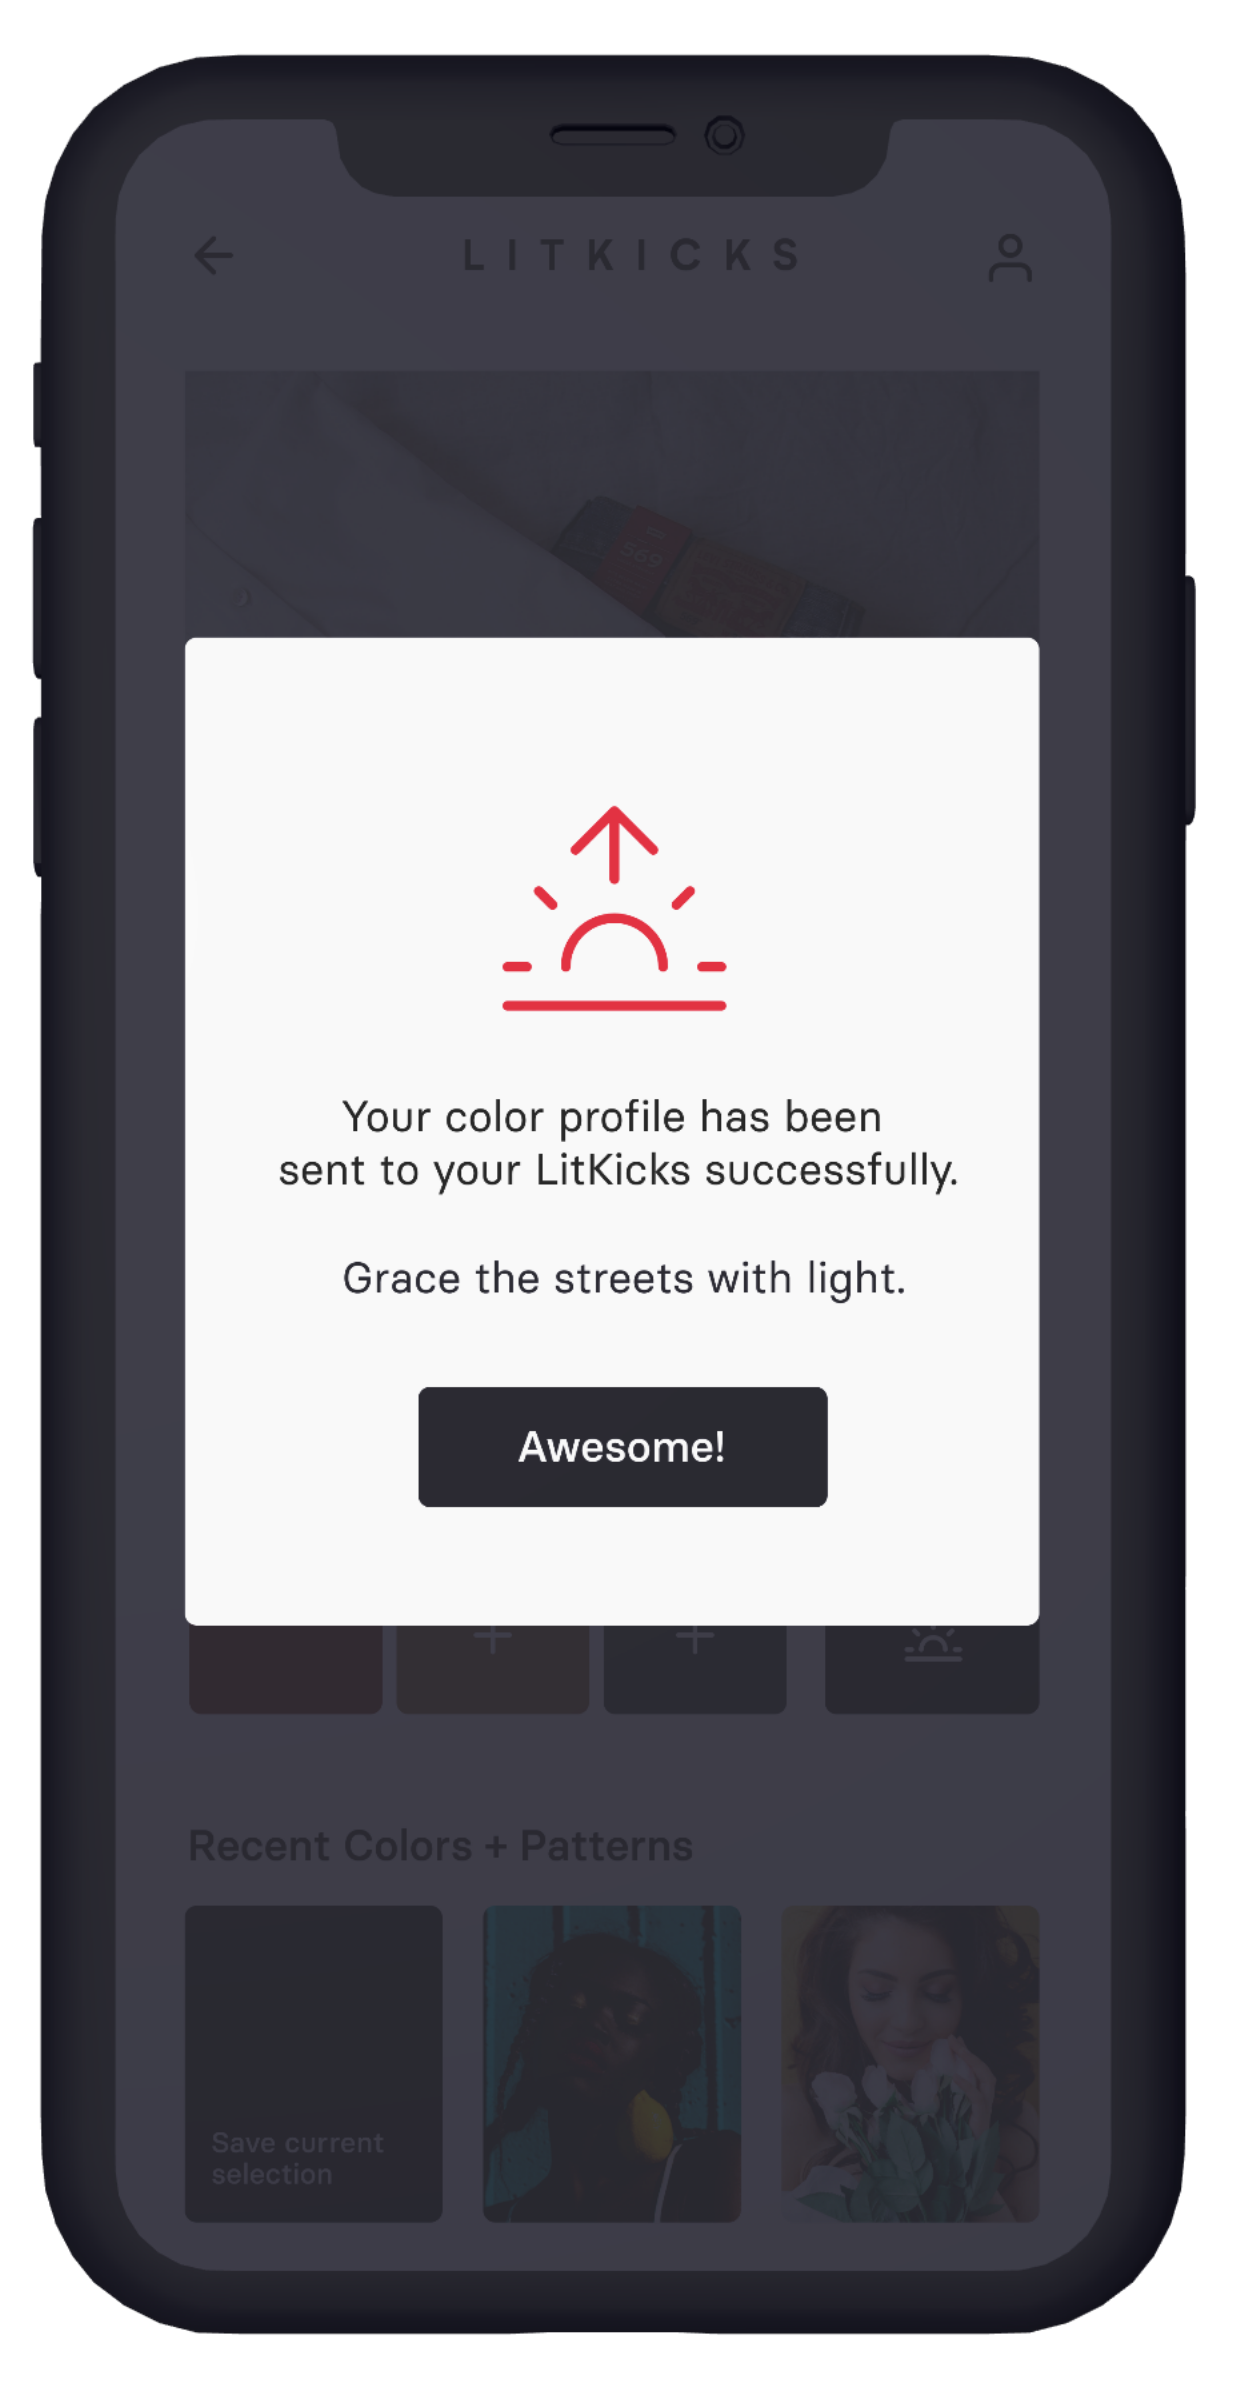 LITKICKS
569
Your color profile has been
sent to your LitKicks successfully.
Grace the streets with light.
Awesome!
Recent Colors + Patterns
Save current
selection